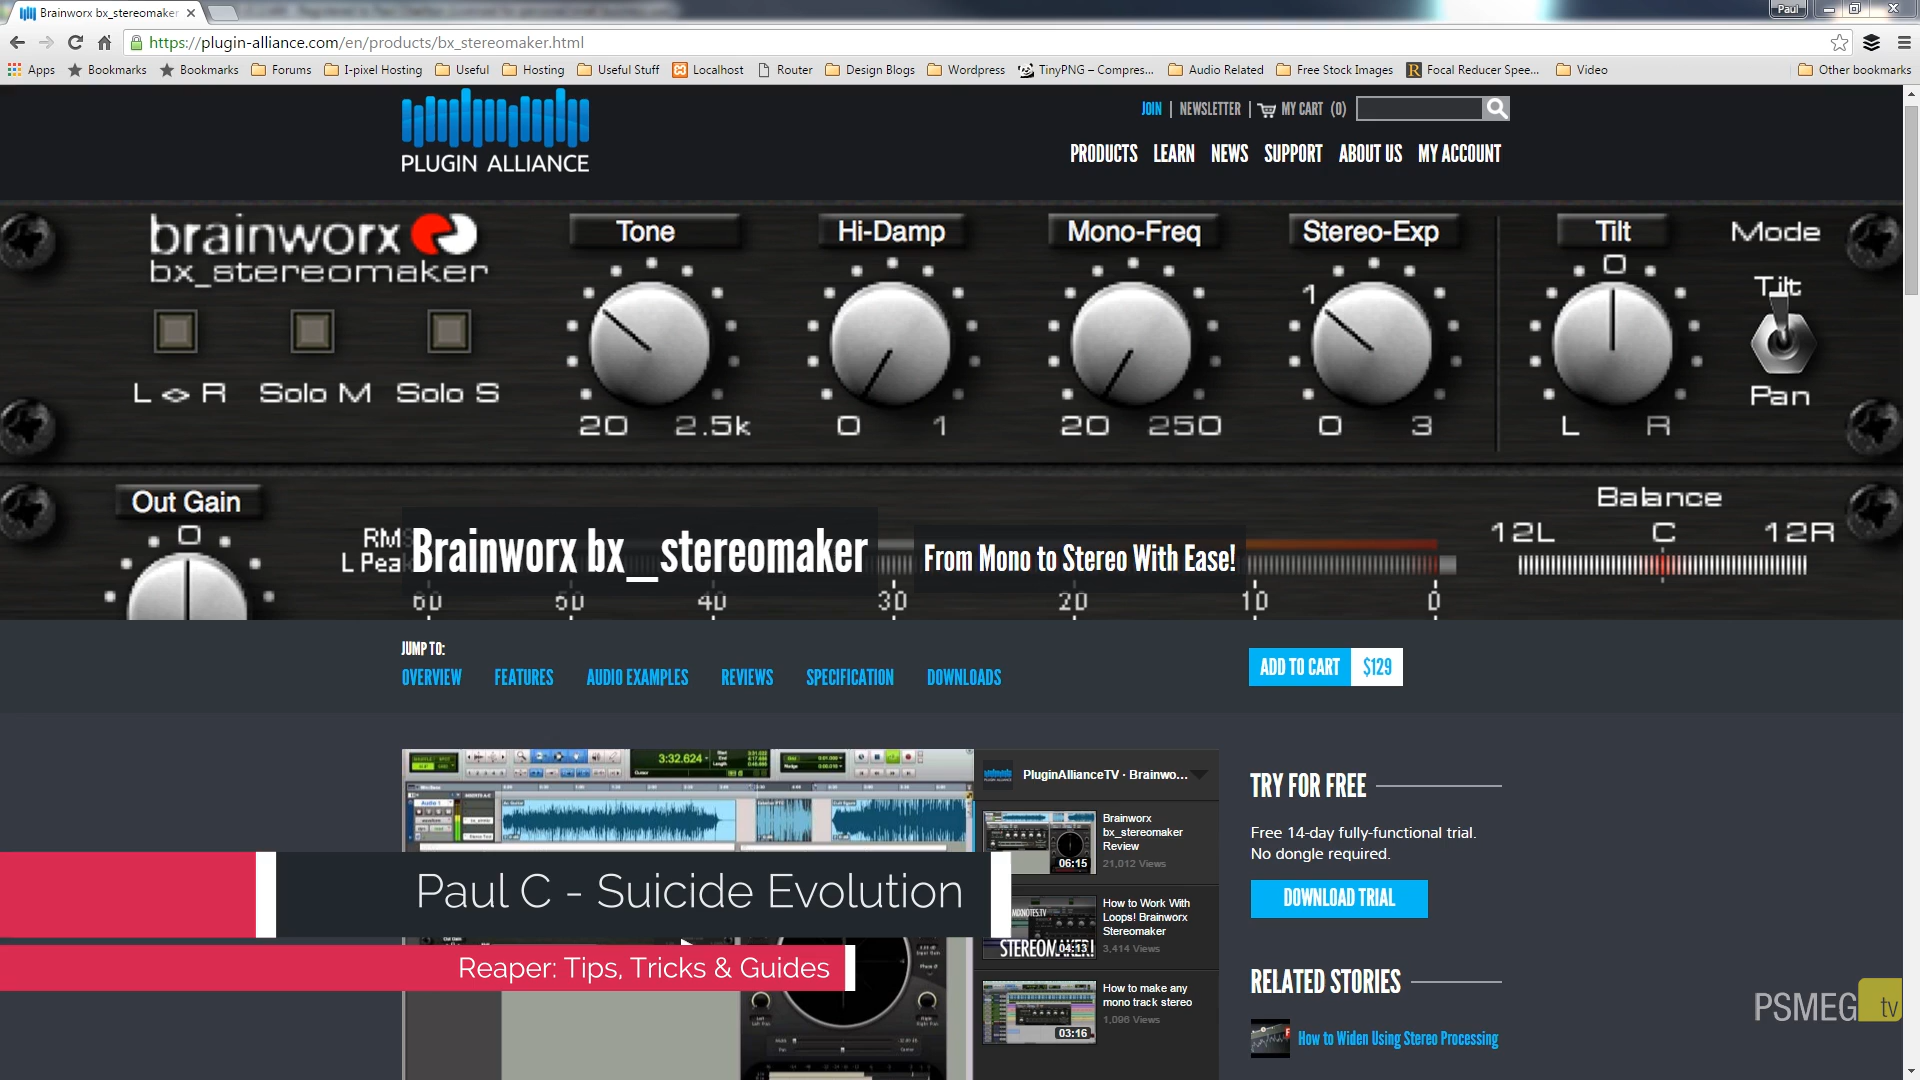 Brainworx bx_stereomaker
Paul
https://plugin-alliance.com/en/products/bx_stereomaker.html
Apps Bookmarks Bookmarks Forums I-pixel Hosting Useful Hosting Useful Stuff Localhost Router Design Blogs Wordpress TinyPNG – Compres... Audio Related Free Stock Images Focal Reducer Spee... Video Other bookmarks
PLUGIN ALLIANCE
JOIN | NEWSLETTER | MY CART (0)
PRODUCTS LEARN NEWS SUPPORT ABOUT US MY ACCOUNT
brainworx
bx_stereomaker
L <> R Solo M Solo S
Tone
20 2.5k
Hi-Damp
0 1
Mono-Freq
20 250
Stereo-Exp
1
0 3
Tilt
0
L R
Mode
Tilt
Pan
Out Gain
0
RMS
L Peak
Brainworx bx_stereomaker
From Mono to Stereo With Ease!
60 50 40 30 20 10 0
Balance
12L C 12R
JUMP TO:
OVERVIEW FEATURES AUDIO EXAMPLES REVIEWS SPECIFICATION DOWNLOADS
ADD TO CART $129
3:32.624
PluginAllianceTV · Brainwo...
Brainworx
bx_stereomaker
Review
21,012 Views
06:15
How to Work With
Loops! Brainworx
Stereomaker
3,414 Views
STEREOMAKER!
04:13
How to make any
mono track stereo
1,096 Views
03:16
TRY FOR FREE
Free 14-day fully-functional trial.
No dongle required.
DOWNLOAD TRIAL
RELATED STORIES
How to Widen Using Stereo Processing
Paul C - Suicide Evolution
Reaper: Tips, Tricks & Guides
PSMEG tv